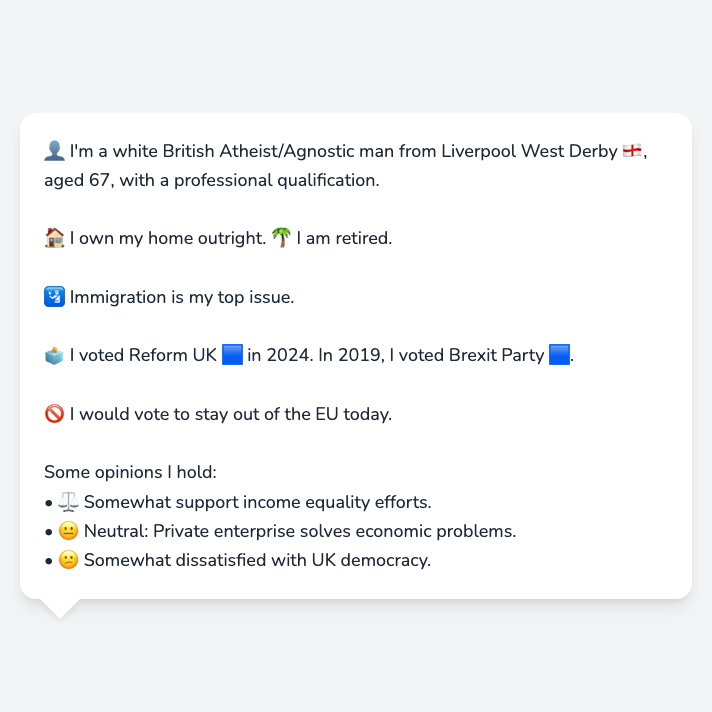 👤 I'm a white British Atheist/Agnostic man from Liverpool West Derby 🏴󠁧󠁢󠁥󠁮󠁧󠁿,
aged 67, with a professional qualification.
🏠 I own my home outright. 🌴 I am retired.
🛂 Immigration is my top issue.
🗳️ I voted Reform UK 🟦 in 2024. In 2019, I voted Brexit Party 🟦.
🚫 I would vote to stay out of the EU today.
Some opinions I hold:
• ⚖️ Somewhat support income equality efforts.
• 😐 Neutral: Private enterprise solves economic problems.
• 😕 Somewhat dissatisfied with UK democracy.